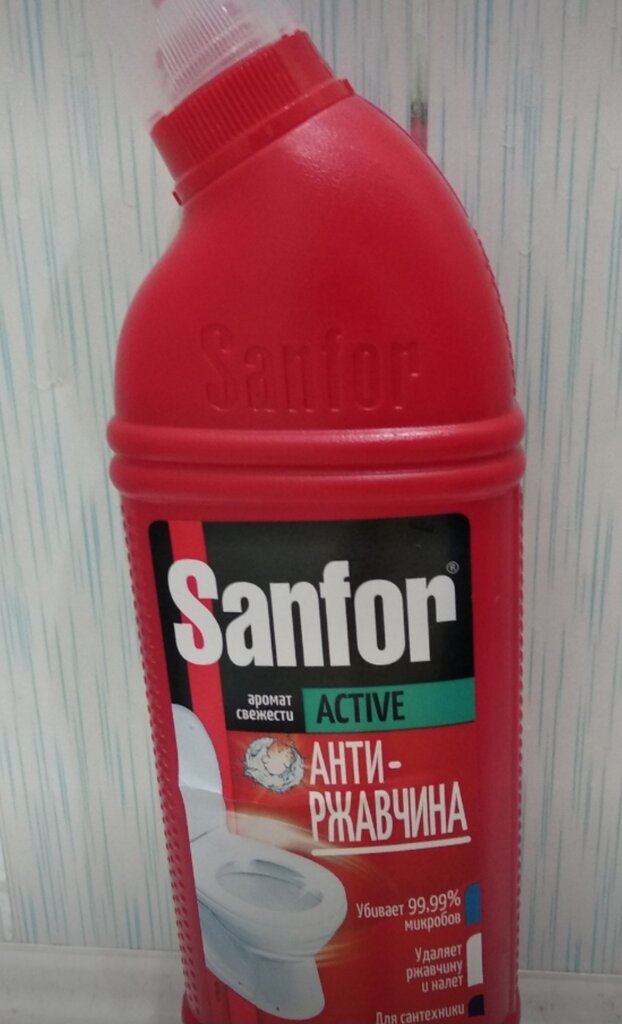 Sanfor
Sanfor®
аромат
свежести
ACTIVE
АНТИ-
РЖАВЧИНА
Убивает 99,99%
микробов
Удаляет
ржавчину
и налет
Для сантехники